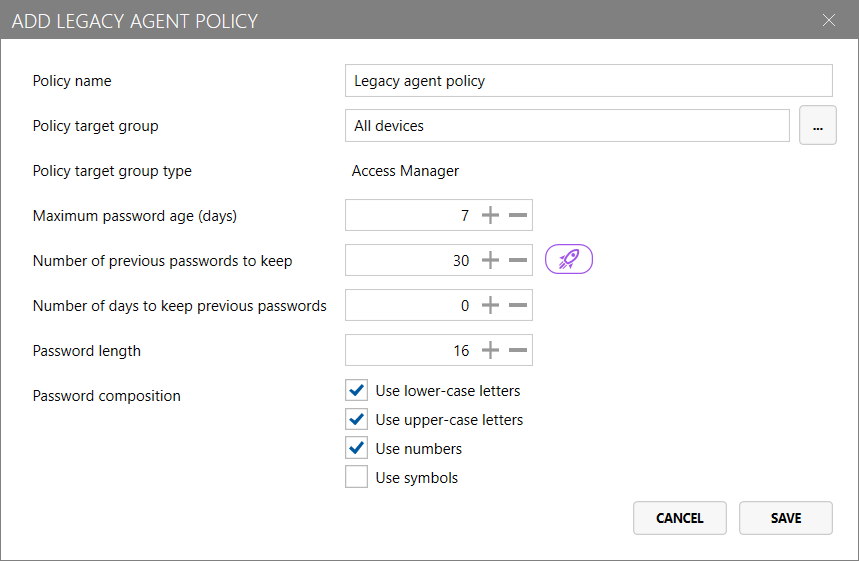 ADD LEGACY AGENT POLICY
Policy name Legacy agent policy
Policy target group All devices ...
Policy target group type Access Manager
Maximum password age (days) 7
Number of previous passwords to keep 30
Number of days to keep previous passwords 0
Password length 16
Password composition Use lower-case letters
Use upper-case letters
Use numbers
Use symbols
CANCEL SAVE